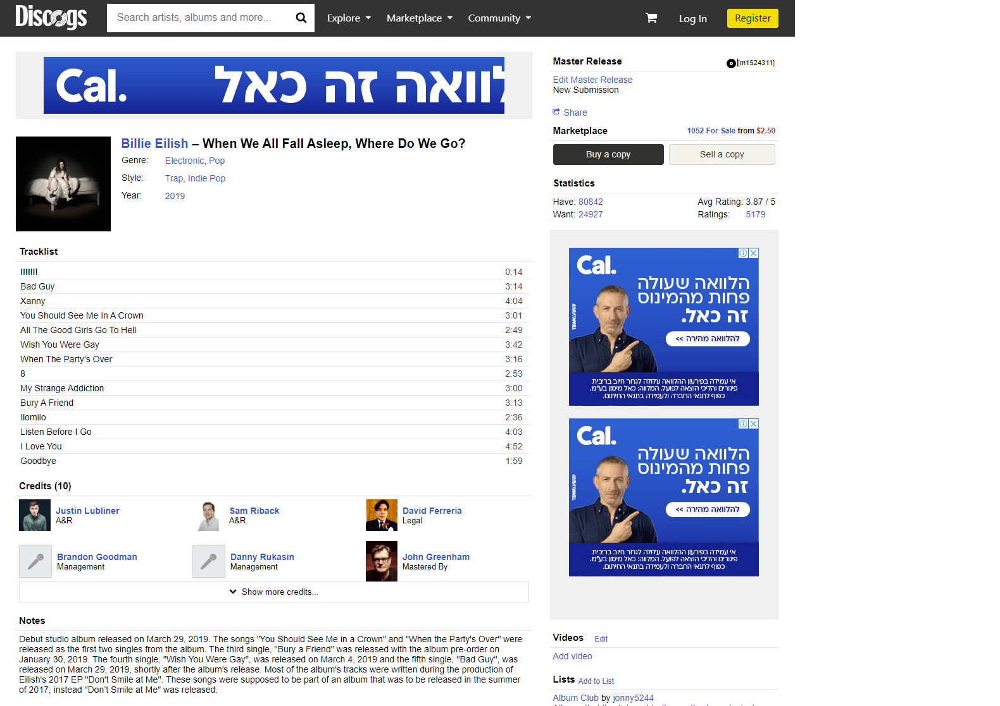 Discogs
Search artists, albums and more...
Explore
Marketplace
Community
Log In
Register
Cal.
לוואה זה כאל
Billie Eilish – When We All Fall Asleep, Where Do We Go?
Genre: Electronic, Pop
Style: Trap, Indie Pop
Year: 2019
Tracklist
!!!!!!! 0:14
Bad Guy 3:14
Xanny 4:04
You Should See Me In A Crown 3:01
All The Good Girls Go To Hell 2:49
Wish You Were Gay 3:42
When The Party's Over 3:16
8 2:53
My Strange Addiction 3:00
Bury A Friend 3:13
Ilomilo 2:36
Listen Before I Go 4:03
I Love You 4:52
Goodbye 1:59
Credits (10)
Justin Lubliner
A&R
Sam Riback
A&R
David Ferreria
Legal
Brandon Goodman
Management
Danny Rukasin
Management
John Greenham
Mastered By
Show more credits...
Notes
Debut studio album released on March 29, 2019. The songs "You Should See Me in a Crown" and "When the Party's Over" were
released as the first two singles from the album. The third single, "Bury a Friend" was released with the album pre-order on
January 30, 2019. The fourth single, "Wish You Were Gay", was released on March 4, 2019 and the fifth single, "Bad Guy", was
released on March 29, 2019, shortly after the album's release. Most of the album's tracks were written during the production of
Eilish's 2017 EP "Don't Smile at Me". These songs were supposed to be part of an album that was to be released in the summer
of 2017, instead "Don't Smile at Me" was released.
Master Release
[m1524311]
Edit Master Release
New Submission
Share
Marketplace
1052 For Sale from $2.50
Buy a copy
Sell a copy
Statistics
Have: 80842
Avg Rating: 3.87 / 5
Want: 24927
Ratings: 5179
Cal.
הלוואה שעולה
פחות מהמינוס
זה כאל.
להלוואה מהירה >>
אי עמידה בפירעון ההלוואה עלולה לגרור חיוב בריבית
פיגורים והליכי הוצאה לפועל. המלווה: כאל מימון בע"מ.
כפוף לתנאי החברה ולעמידה בתנאי החיתום.
Cal.
הלוואה שעולה
פחות מהמינוס
זה כאל.
להלוואה מהירה >>
אי עמידה בפירעון ההלוואה עלולה לגרור חיוב בריבית
פיגורים והליכי הוצאה לפועל. המלווה: כאל מימון בע"מ.
כפוף לתנאי החברה ולעמידה בתנאי החיתום.
Videos Edit
Add video
Lists Add to List
Album Club by jonny5244